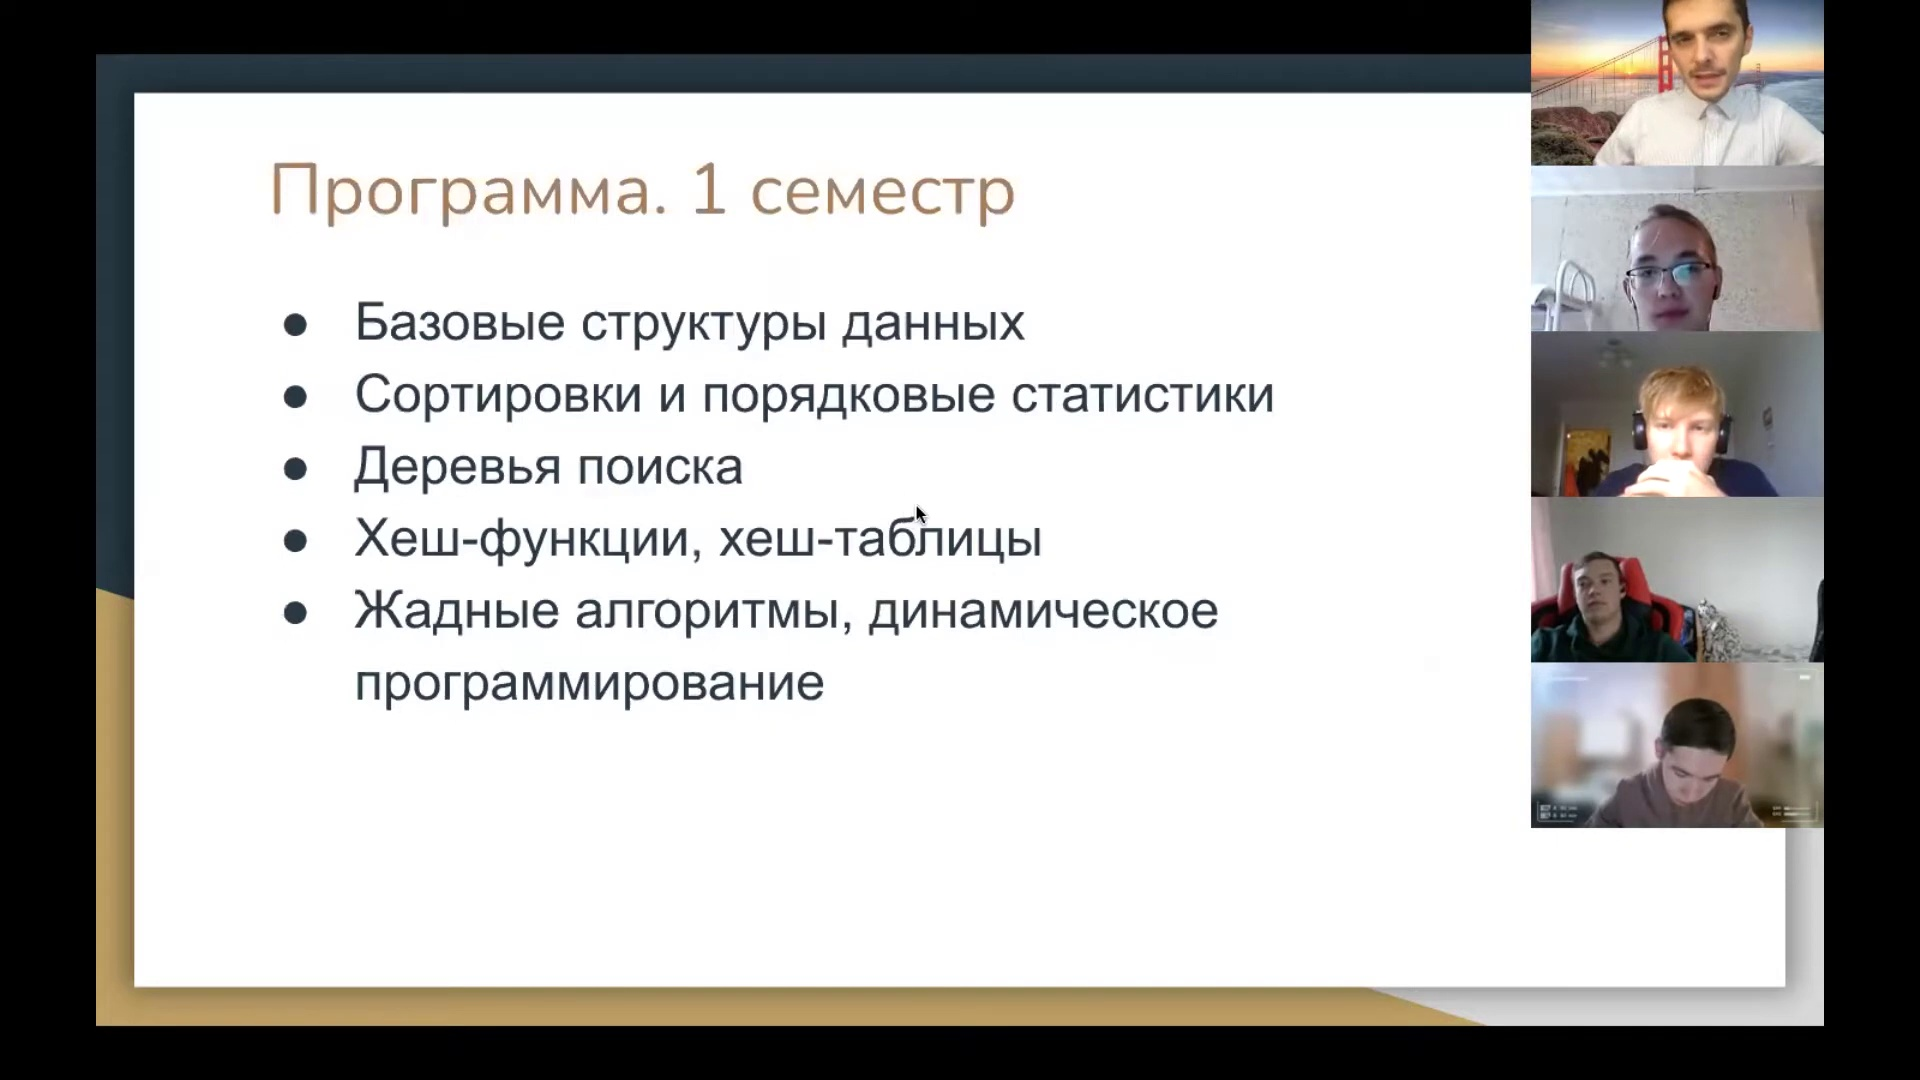 Программа. 1 семестр
● Базовые структуры данных
● Сортировки и порядковые статистики
● Деревья поиска
● Хеш-функции, хеш-таблицы
● Жадные алгоритмы, динамическое
программирование